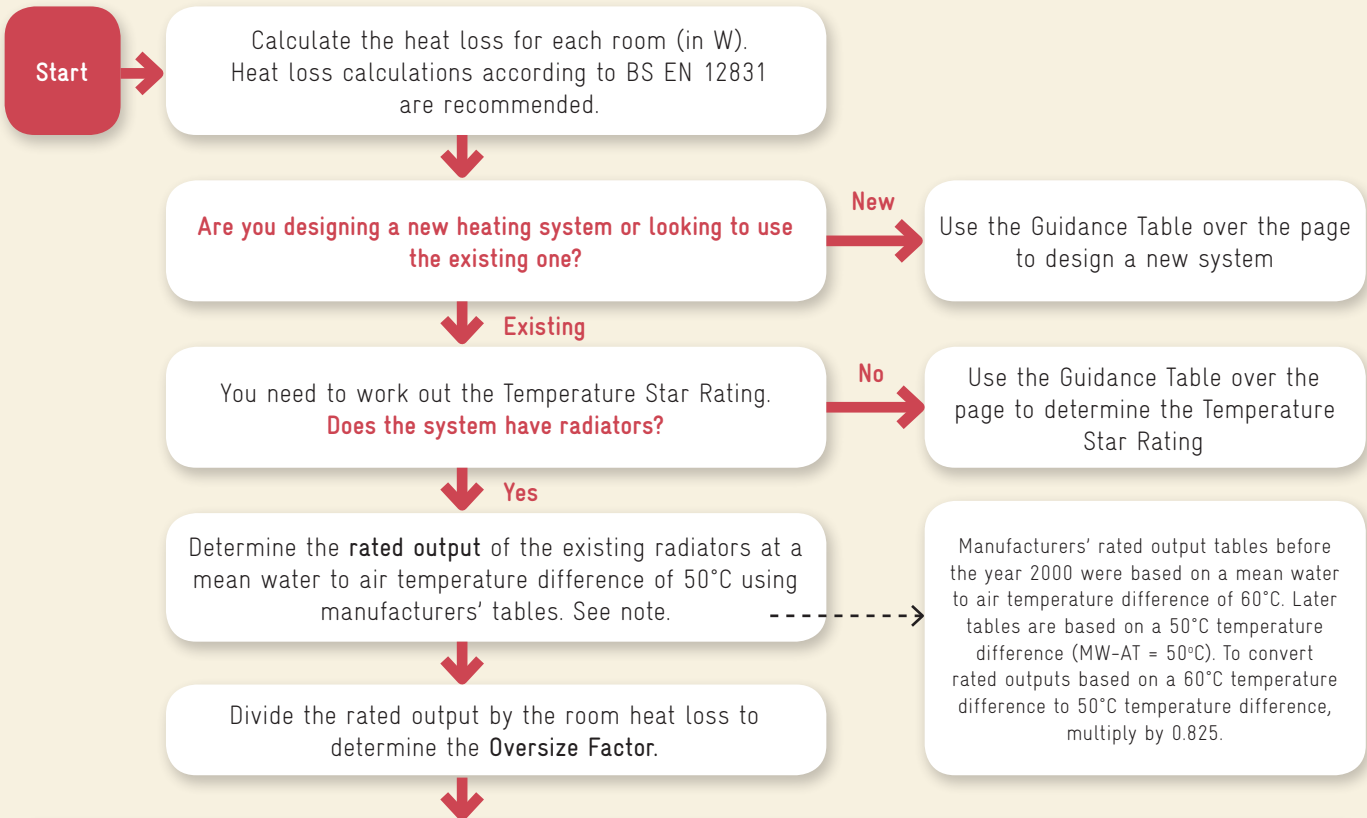 Start
Calculate the heat loss for each room (in W).
Heat loss calculations according to BS EN 12831
are recommended.
Are you designing a new heating system or looking to use
the existing one?
New
Use the Guidance Table over the page
to design a new system
Existing
You need to work out the Temperature Star Rating.
Does the system have radiators?
No
Use the Guidance Table over the
page to determine the Temperature
Star Rating
Yes
Determine the rated output of the existing radiators at a
mean water to air temperature difference of 50°C using
manufacturers' tables. See note.
Manufacturers' rated output tables before
the year 2000 were based on a mean water
to air temperature difference of 60°C. Later
tables are based on a 50°C temperature
difference (MW-AT = 50°C). To convert
rated outputs based on a 60°C temperature
difference to 50°C temperature difference,
multiply by 0.825.
Divide the rated output by the room heat loss to
determine the Oversize Factor.